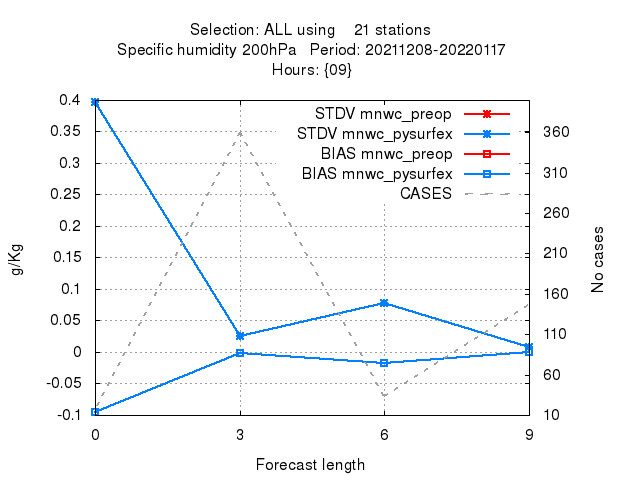 Selection: ALL using    21 stations
Specific humidity 200hPa   Period: 20211208-20220117
Hours: {09}
STDV mnwc_preop
STDV mnwc_pysurfex
BIAS mnwc_preop
BIAS mnwc_pysurfex
CASES
0.4
0.35
0.3
0.25
0.2
0.15
0.1
0.05
0
-0.05
-0.1
g/Kg
360
310
260
210
160
110
60
10
No cases
0 3 6 9
Forecast length